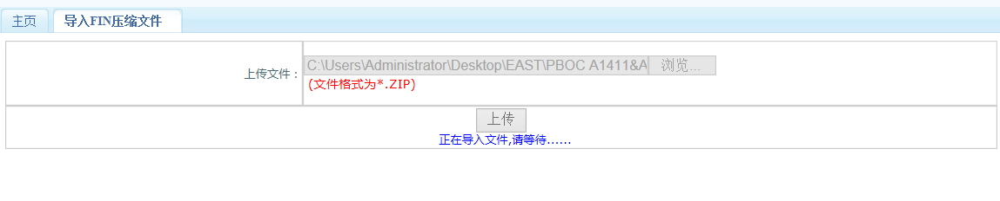 主页 导入FIN压缩文件
上传文件： C:\Users\Administrator\Desktop\EAST\PBOC A1411&A 浏览...
(文件格式为*.ZIP)
上传
正在导入文件,请等待......